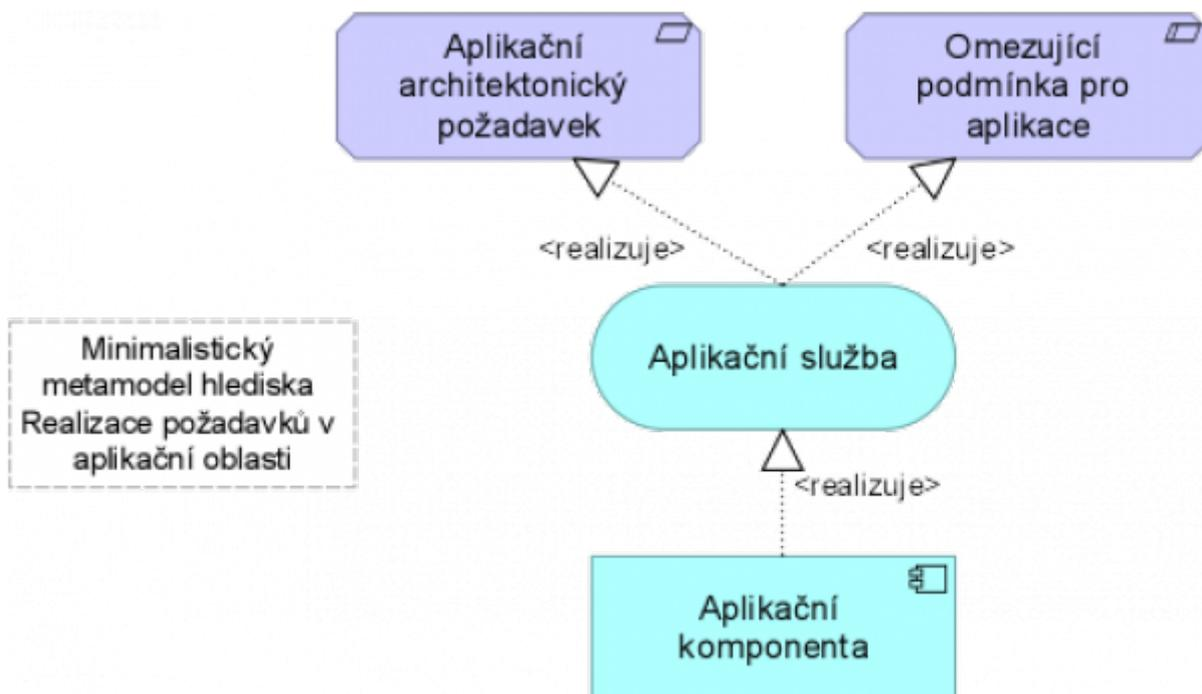 Aplikační
architektonický
požadavek
Omezující
podmínka pro
aplikace
<realizuje>
<realizuje>
Aplikační služba
Minimalistický
metamodel hlediska
Realizace požadavků v
aplikační oblasti
<realizuje>
Aplikační
komponenta